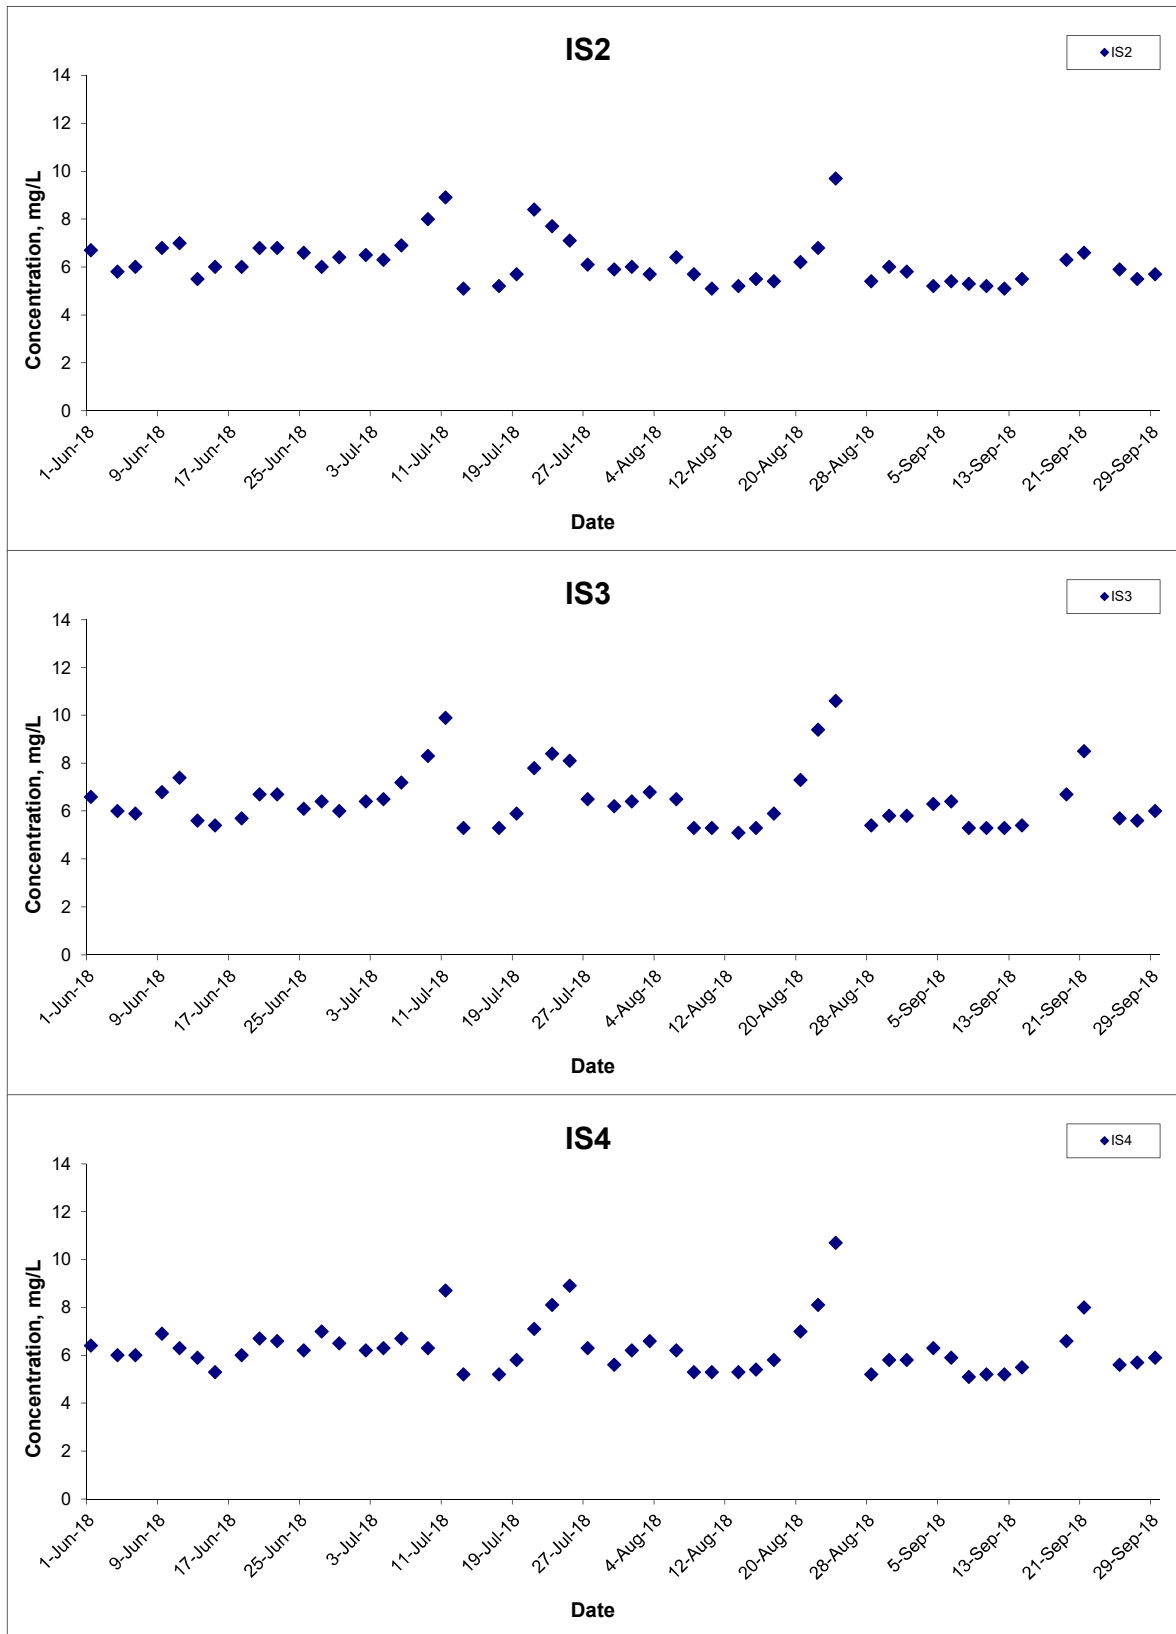 IS2
IS2
Concentration, mg/L
14
12
10
8
6
4
2
0
1-Jun-18
9-Jun-18
17-Jun-18
25-Jun-18
3-Jul-18
11-Jul-18
19-Jul-18
27-Jul-18
4-Aug-18
12-Aug-18
20-Aug-18
28-Aug-18
5-Sep-18
13-Sep-18
21-Sep-18
29-Sep-18
Date
IS3
IS3
Concentration, mg/L
14
12
10
8
6
4
2
0
1-Jun-18
9-Jun-18
17-Jun-18
25-Jun-18
3-Jul-18
11-Jul-18
19-Jul-18
27-Jul-18
4-Aug-18
12-Aug-18
20-Aug-18
28-Aug-18
5-Sep-18
13-Sep-18
21-Sep-18
29-Sep-18
Date
IS4
IS4
Concentration, mg/L
14
12
10
8
6
4
2
0
1-Jun-18
9-Jun-18
17-Jun-18
25-Jun-18
3-Jul-18
11-Jul-18
19-Jul-18
27-Jul-18
4-Aug-18
12-Aug-18
20-Aug-18
28-Aug-18
5-Sep-18
13-Sep-18
21-Sep-18
29-Sep-18
Date